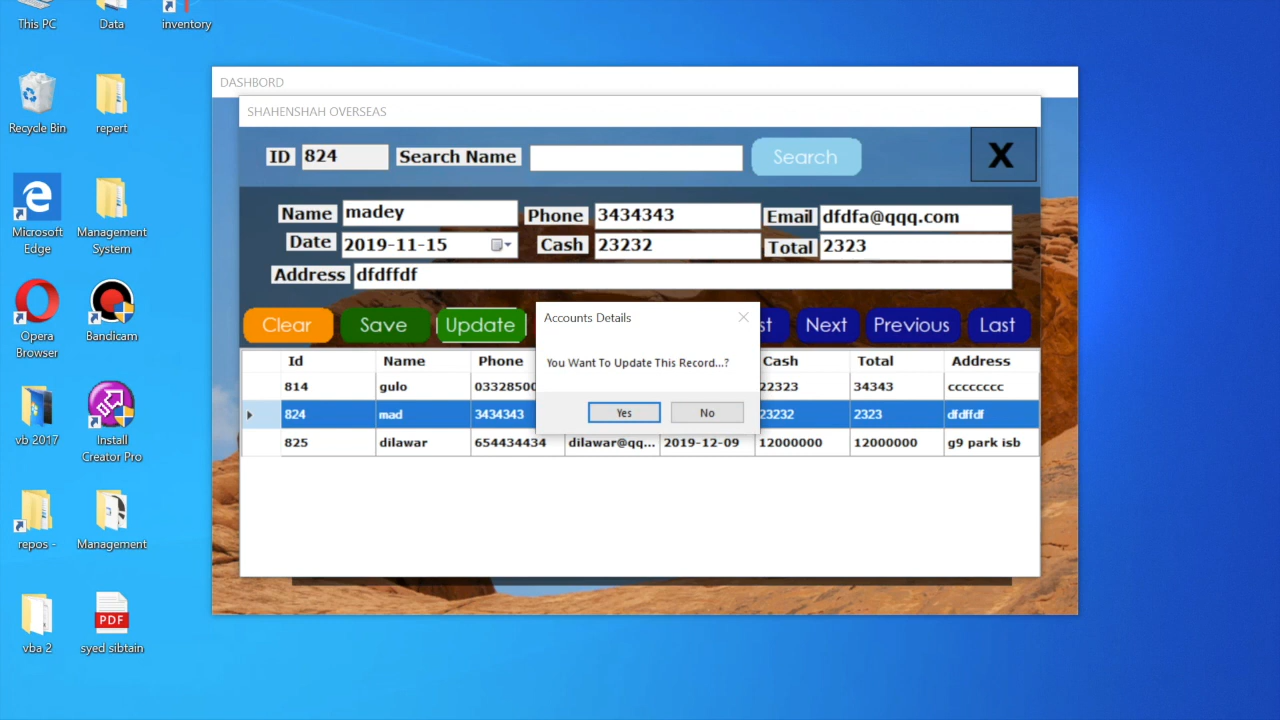 This PC
Data
inventory
Recycle Bin
repert
Microsoft Edge
Management System
Opera Browser
Bandicam
vb 2017
Install Creator Pro
repos -
Management
vba 2
PDF
syed sibtain
DASHBORD
SHAHENSHAH OVERSEAS
ID 824 Search Name Search X
Name madey Phone 3434343 Email dfdfa@qqq.com
Date 2019-11-15 Cash 23232 Total 2323
Address dfdffdf
Clear Save Update st Next Previous Last
Accounts Details
You Want To Update This Record...?
Yes No
Id Name Phone Cash Total Address
814 gulo 03328500 22323 34343 cccccccc
824 mad 3434343 23232 2323 dfdffdf
825 dilawar 654434434 dilawar@qq... 2019-12-09 12000000 12000000 g9 park isb